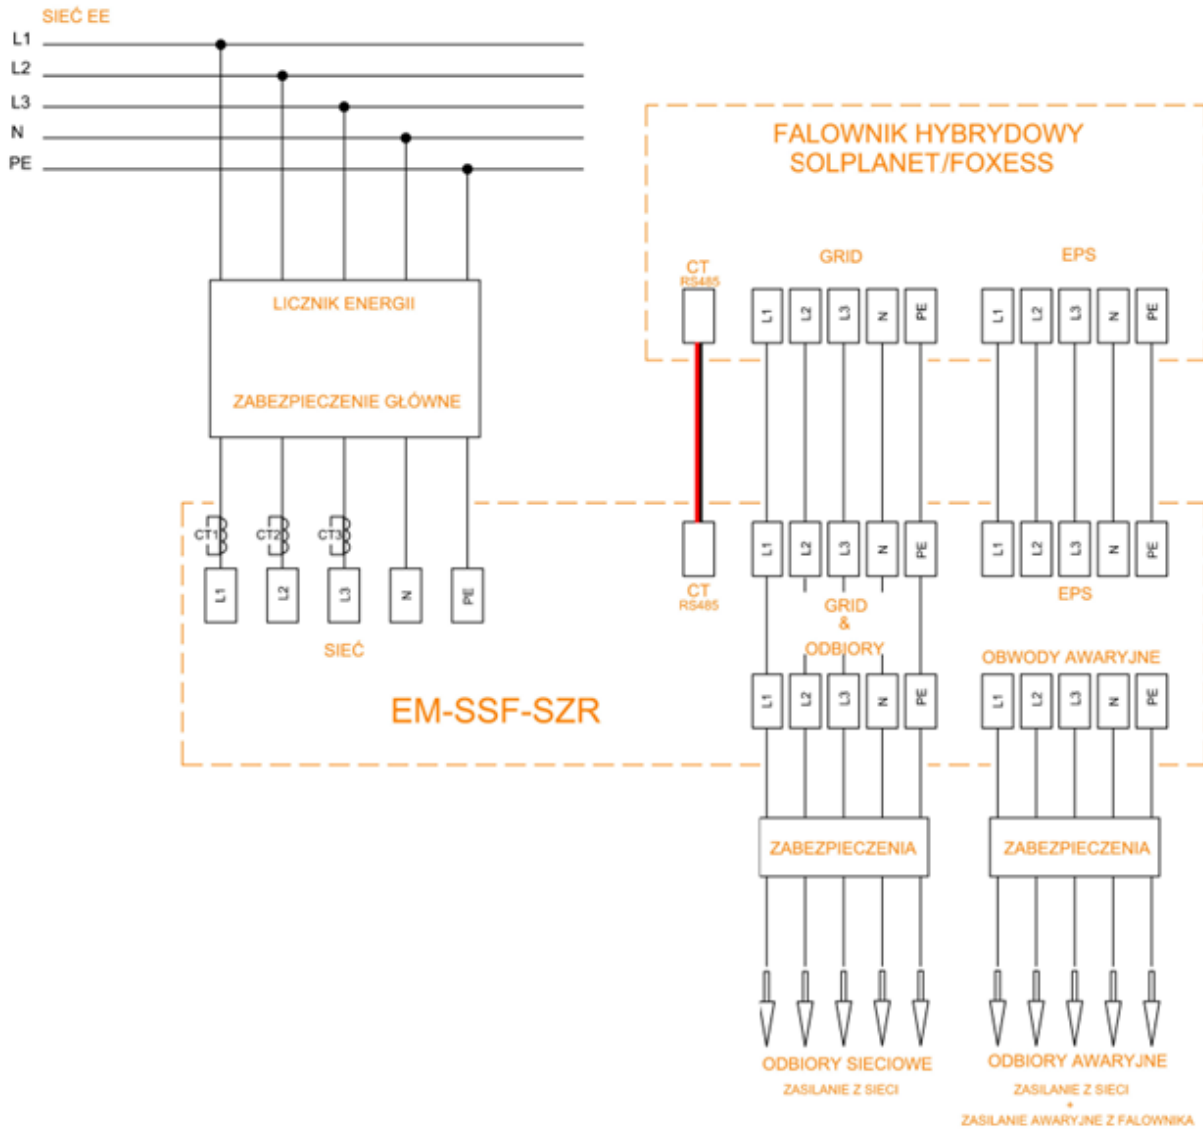 SIEĆ EE
L1
L2
L3
N
PE
FALOWNIK HYBRYDOWY
SOLPLANET/FOXESS
LICZNIK ENERGII
ZABEZPIECZENIE GŁÓWNE
CT
RS485
GRID
EPS
L1 L2 L3 N PE
L1 L2 L3 N PE
CT1 CT2 CT3
L1 L2 L3 N PE
SIEĆ
EM-SSF-SZR
CT
RS485
L1 L2 L3 N PE
L1 L2 L3 N PE
GRID
&
ODBIORY
EPS
OBWODY AWARYJNE
L1 L2 L3 N PE
L1 L2 L3 N PE
ZABEZPIECZENIA
ZABEZPIECZENIA
ODBIORY SIECIOWE
ZASILANIE Z SIECI
ODBIORY AWARYJNE
ZASILANIE Z SIECI
+
ZASILANIE AWARYJNE Z FALOWNIKA